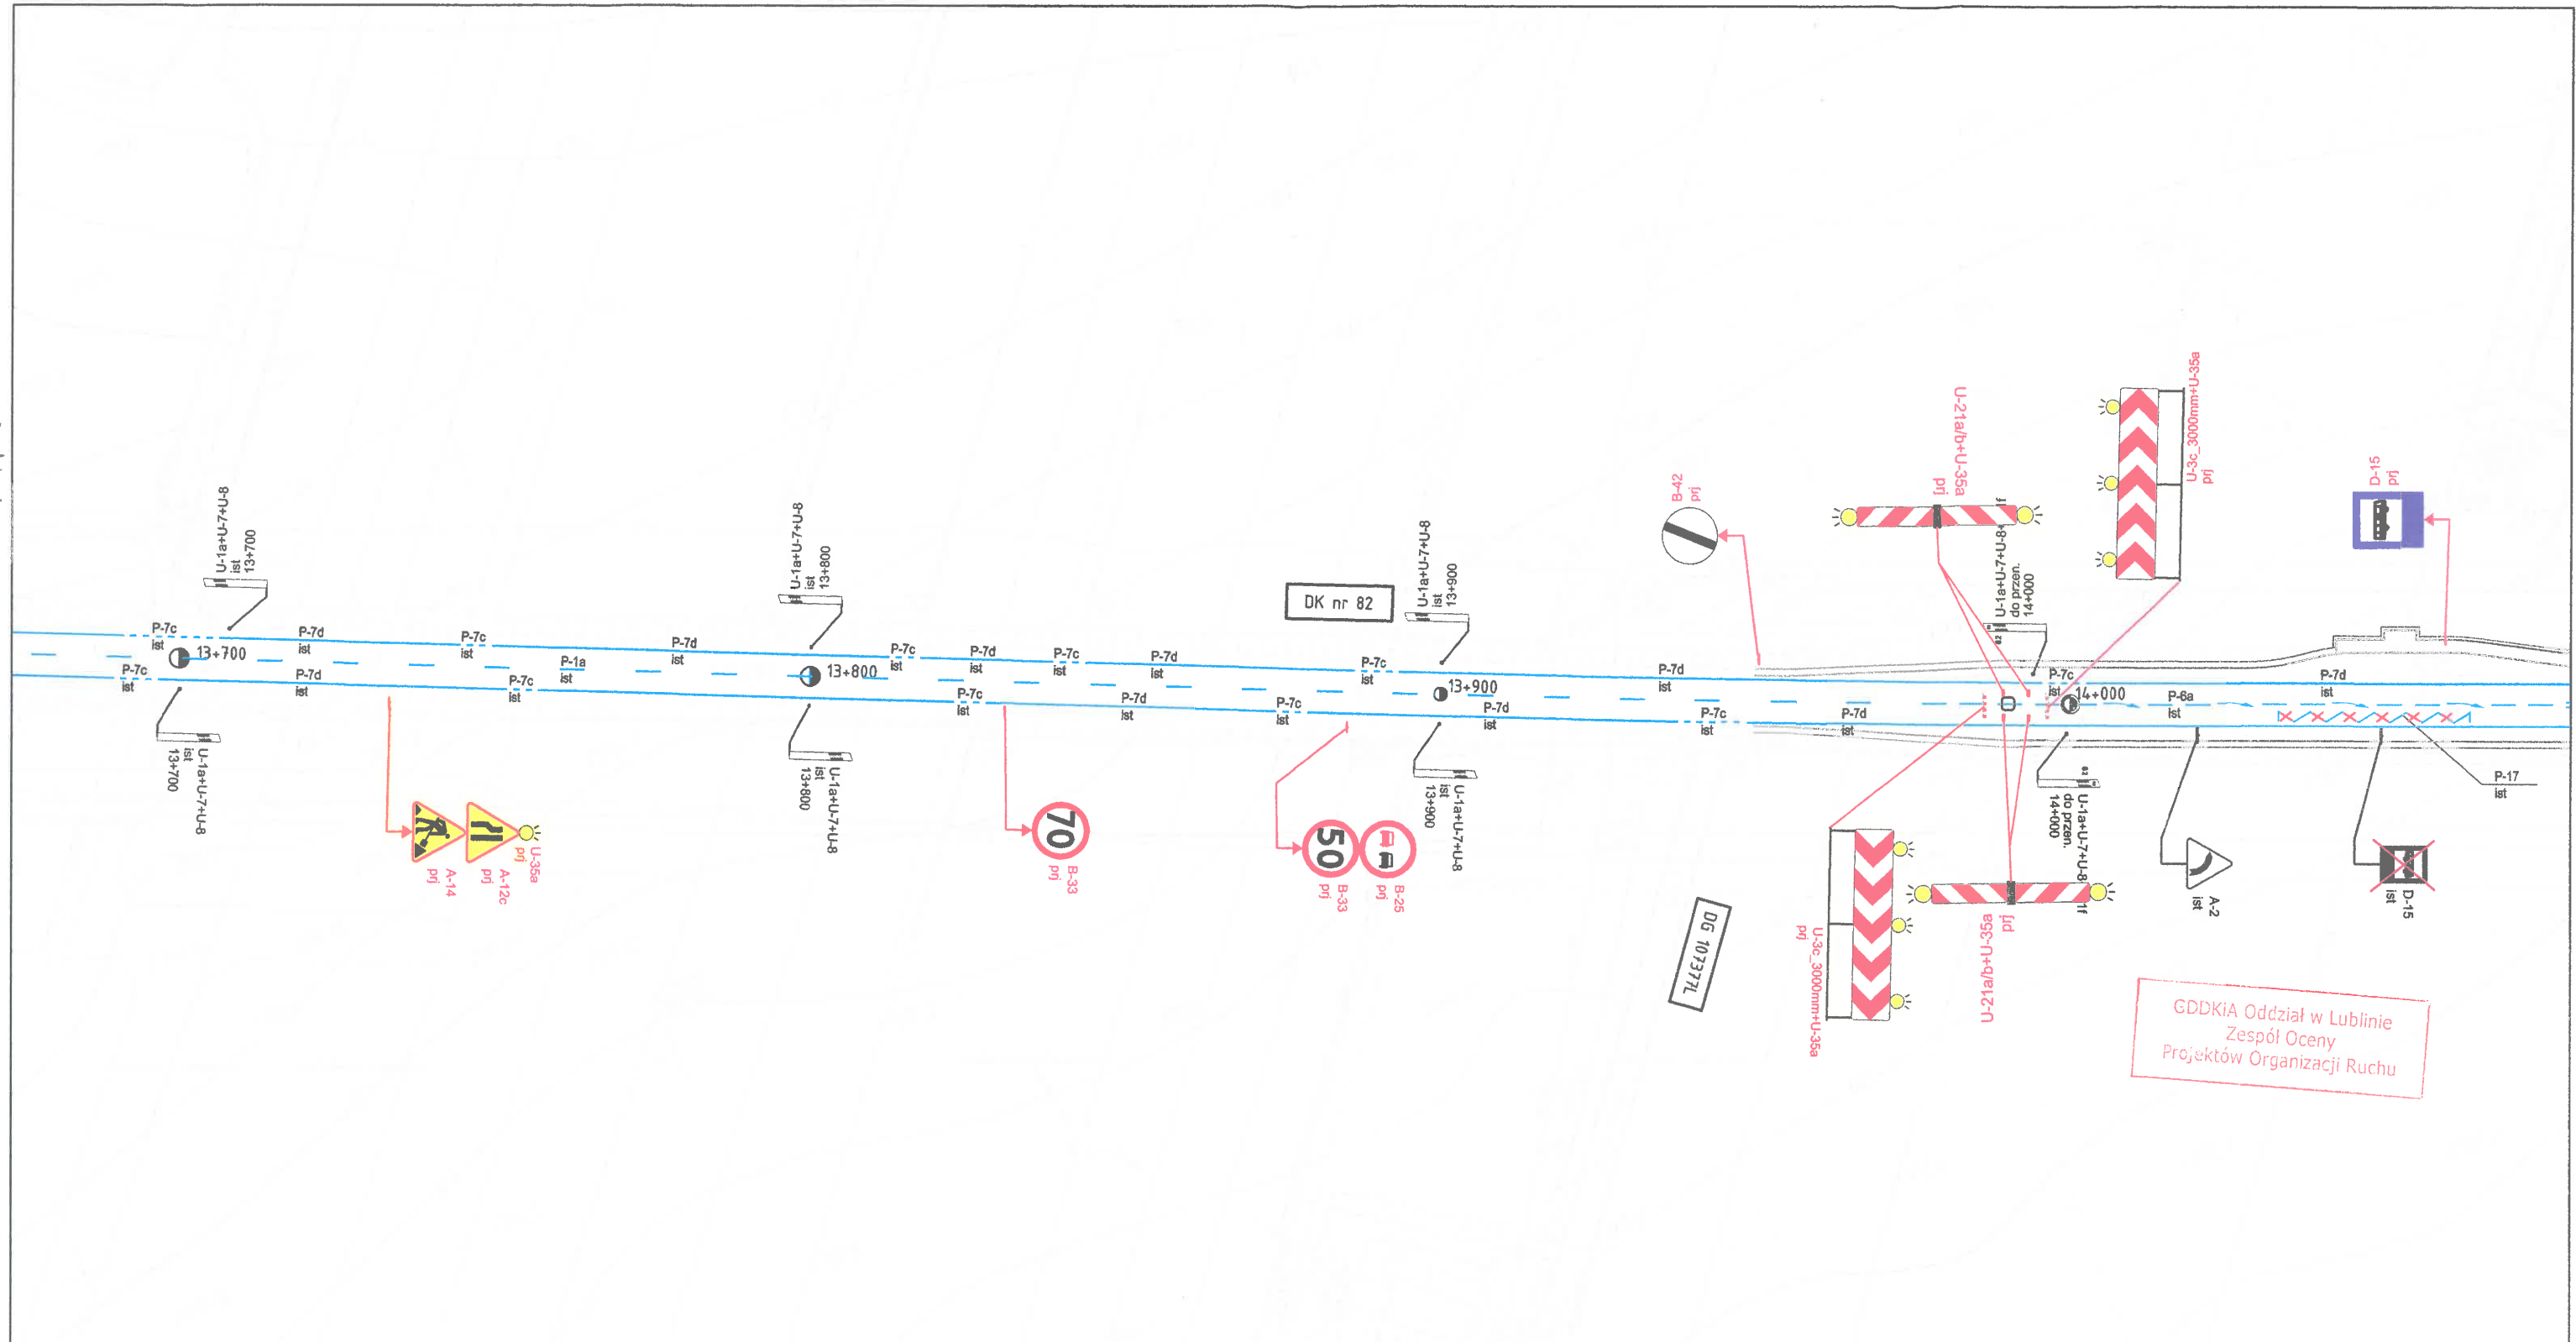 U-1a+U-7+U-8
ist
13+700
U-1a+U-7+U-8
ist
13+800
U-1a+U-7+U-8
ist
13+900
DK nr 82
B-42
prj
U-21a/b+U-35a
prj
U-1a+U-7+U-8+
1f
do przen.
14+000
82
U-3c_3000mm+U-35a
prj
D-15
prj
P-7c
ist
P-7d
ist
P-7c
ist
P-7d
ist
P-7c
ist
P-7d
ist
P-7c
ist
P-7d
ist
P-7c
ist
P-7d
ist
P-7c
ist
P-7d
ist
13+700
P-1a
ist
13+800
13+900
14+000
P-6a
ist
P-7c
ist
P-7d
ist
P-7c
ist
P-7c
ist
P-7d
ist
P-7c
ist
P-7d
ist
P-7c
ist
P-7d
ist
P-17
ist
U-1a+U-7+U-8
ist
13+700
U-35a
prj
A-12c
prj
A-14
prj
U-1a+U-7+U-8
ist
13+800
70
B-33
prj
50
B-33
prj
B-25
prj
U-1a+U-7+U-8
ist
13+900
DG 107377L
U-3c_3000mm+U-35a
prj
U-21a/b+U-35a
prj
82
U-1a+U-7+U-8
1f
do przen.
14+000
A-2
ist
D-15
ist
GDDKiA Oddział w Lublinie
Zespół Oceny
Projektów Organizacji Ruchu